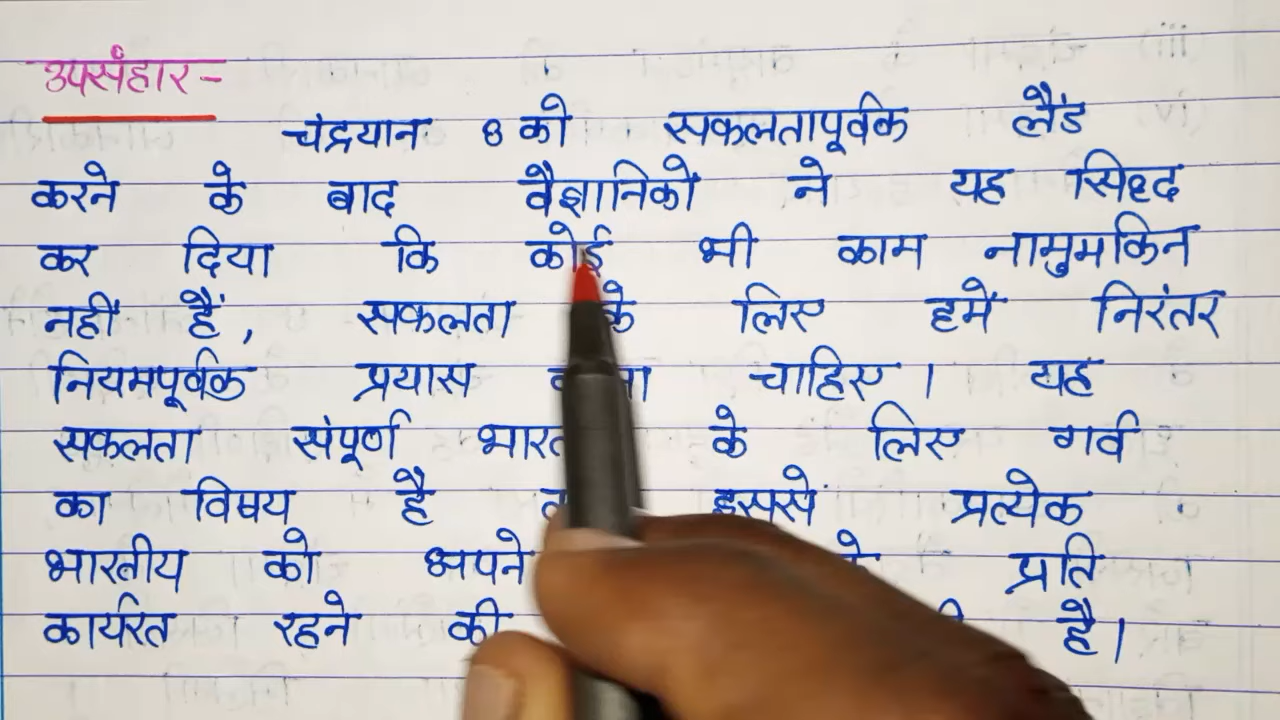 उपसंहार-
चंद्रयान 3 को सफलतापूर्वक लैंड
करने के बाद वैज्ञानिकों ने यह सिद्ध
कर दिया कि कोई भी काम नामुमकिन
नहीं हैं, सफलता के लिए हमें निरंतर
नियमपूर्वक प्रयास चाहिए। यह
सफलता संपूर्ण भारत के लिए गर्व
का विषय है इससे प्रत्येक
भारतीय को अपने प्रति
कार्यरत रहने की है।